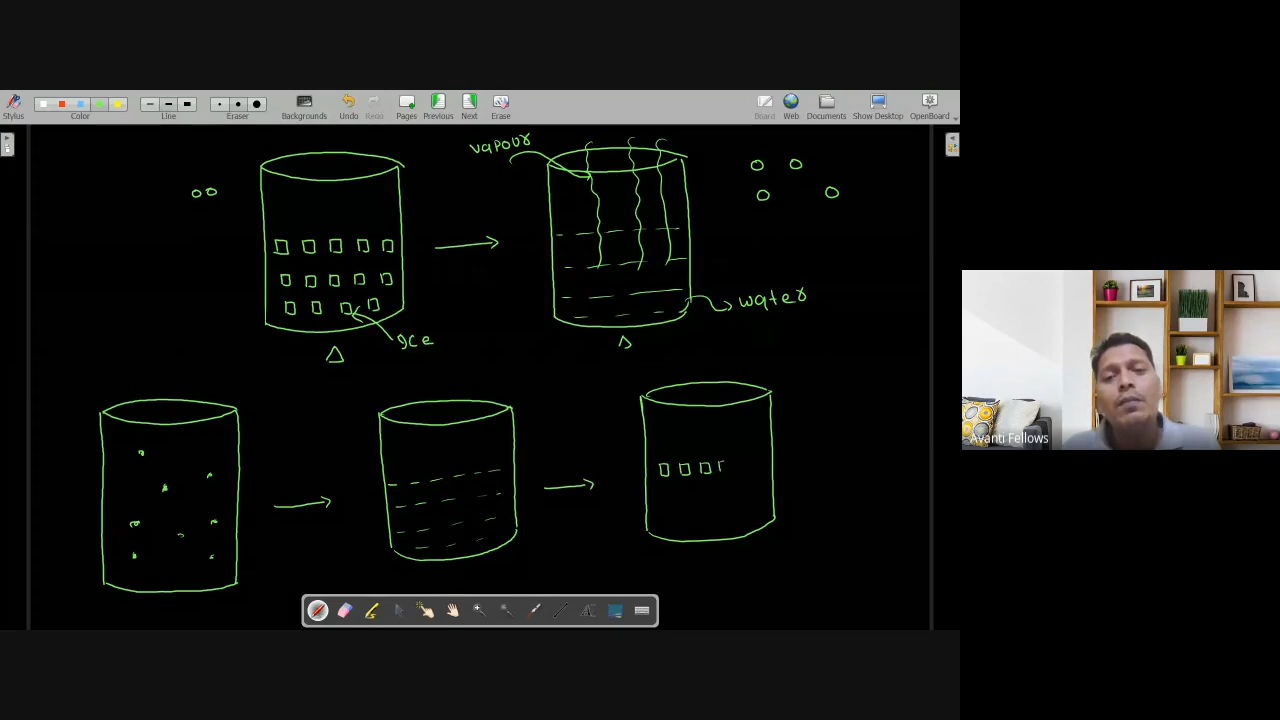 Stylus
Color
Line
Eraser
Backgrounds
Undo
Redo
Pages
Previous
Next
Erase
Board
Web
Documents
Show Desktop
OpenBoard
vapour
water
Ice
Avanti Fellows